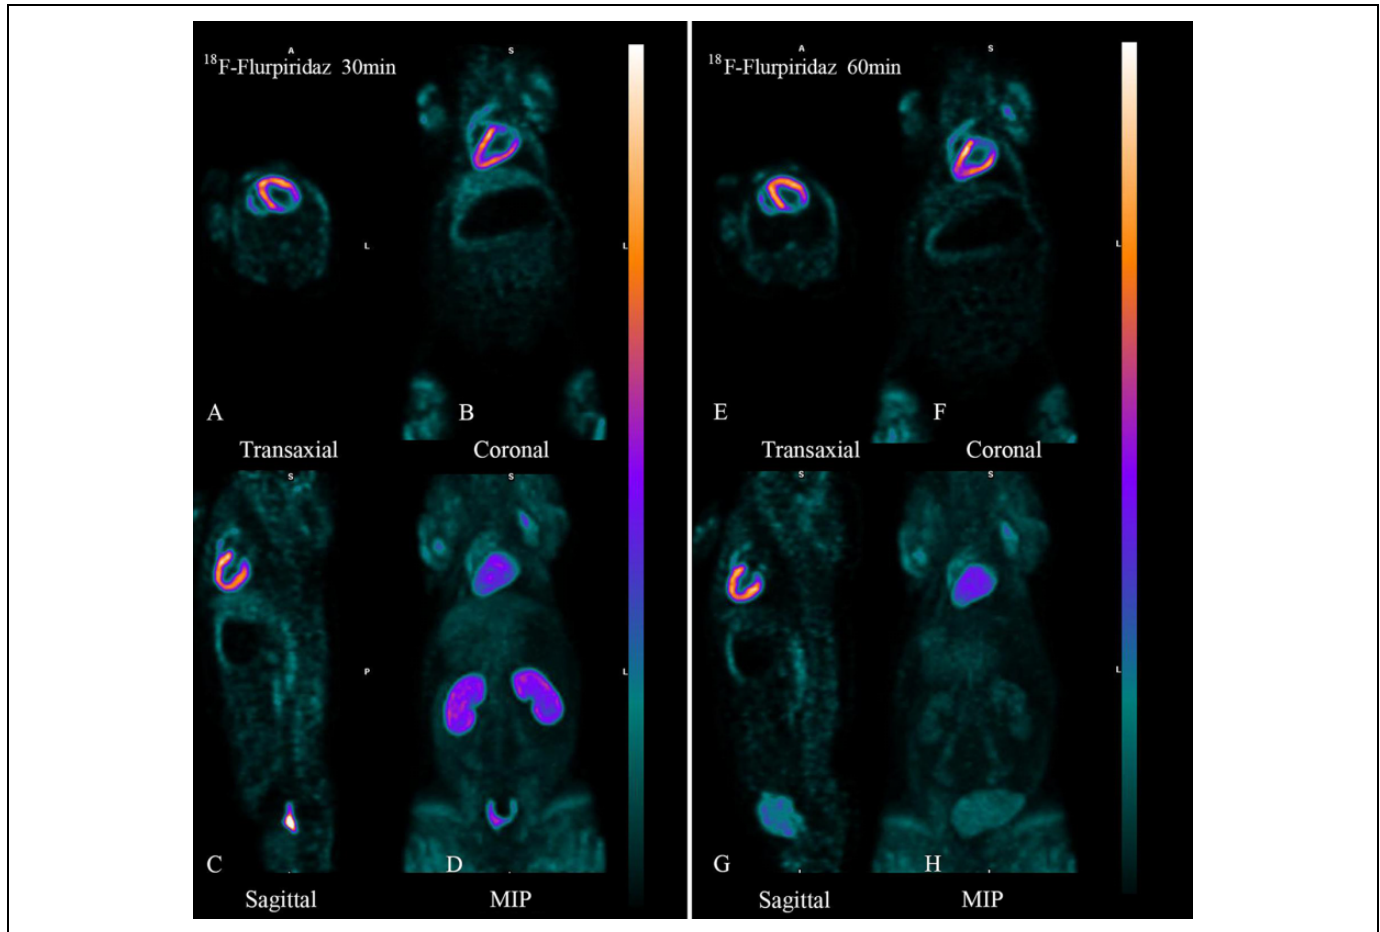 A
S
¹⁸F-Flurpiridaz 30min
L
L
A
B
Transaxial
Coronal
S
S
P
L
C
D
Sagittal
MIP
A
S
¹⁸F-Flurpiridaz 60min
L
E
F
Transaxial
Coronal
S
S
L
G
H
Sagittal
MIP